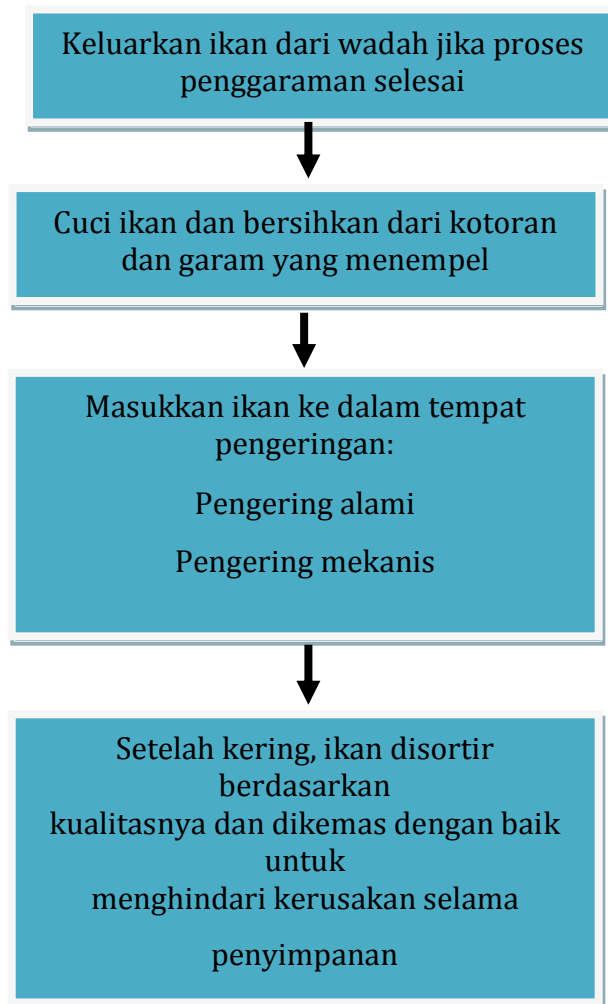 Keluarkan ikan dari wadah jika proses
penggaraman selesai
Cuci ikan dan bersihkan dari kotoran
dan garam yang menempel
Masukkan ikan ke dalam tempat
pengeringan:
Pengering alami
Pengering mekanis
Setelah kering, ikan disortir
berdasarkan
kualitasnya dan dikemas dengan baik
untuk
menghindari kerusakan selama
penyimpanan